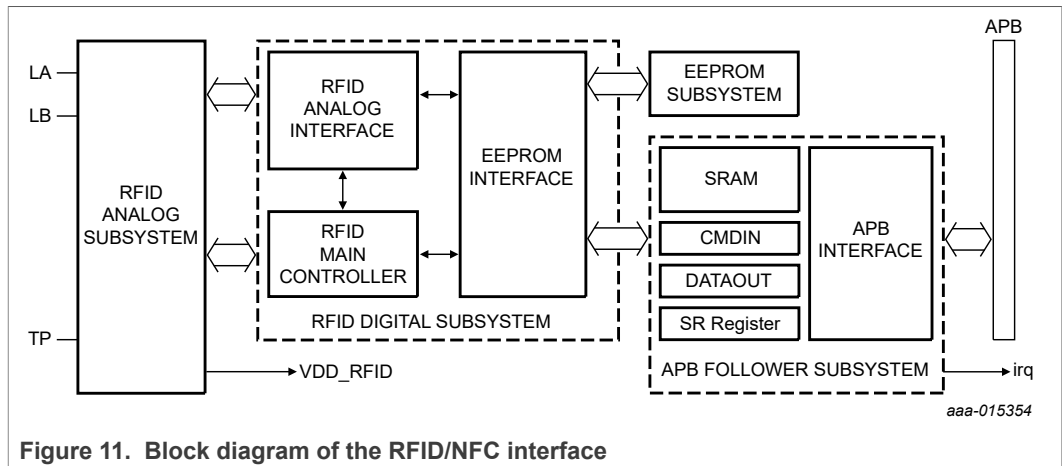 APB
LA
LB
TP
RFID
ANALOG
SUBSYSTEM
RFID
ANALOG
INTERFACE
RFID
MAIN
CONTROLLER
EEPROM
INTERFACE
RFID DIGITAL SUBSYSTEM
VDD_RFID
EEPROM
SUBSYSTEM
SRAM
CMDIN
DATAOUT
SR Register
APB
INTERFACE
APB FOLLOWER SUBSYSTEM
irq
aaa-015354
Figure 11. Block diagram of the RFID/NFC interface